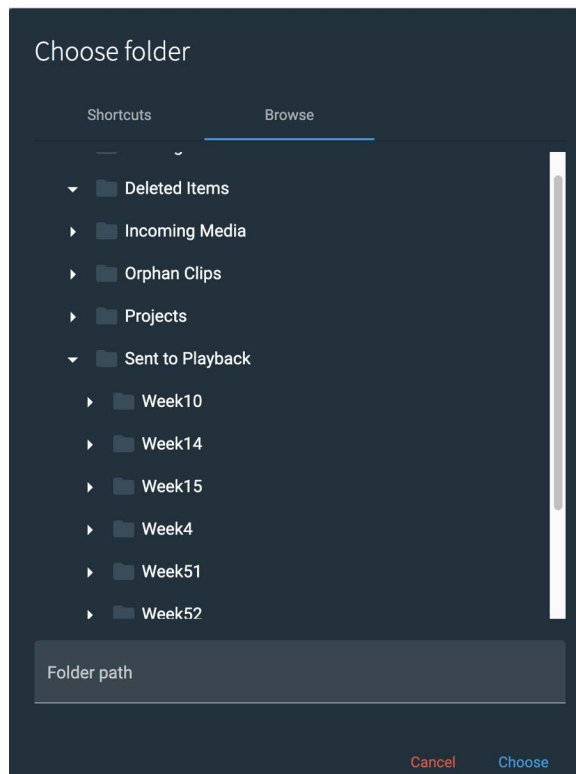 Choose folder
Shortcuts
Browse
Deleted Items
Incoming Media
Orphan Clips
Projects
Sent to Playback
Week10
Week14
Week15
Week4
Week51
Week52
Folder path
Cancel
Choose